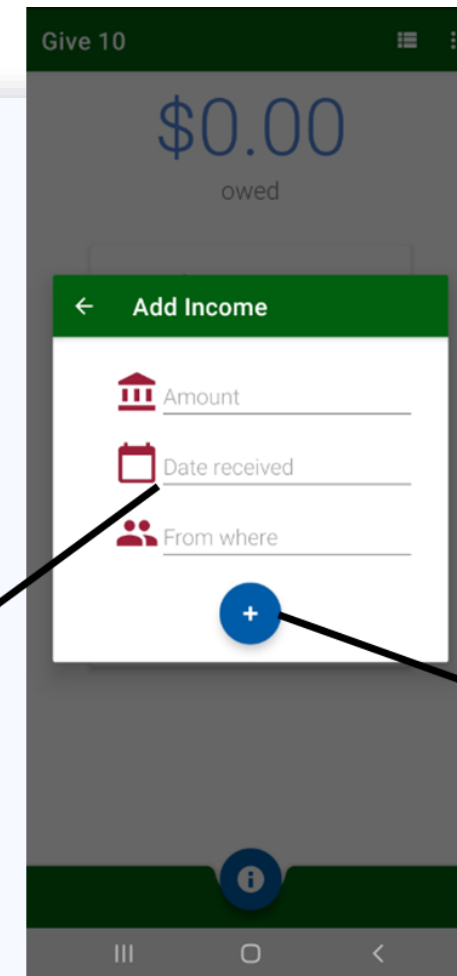 Give 10
$0.00
owed
Add Income
Amount
Date received
From where